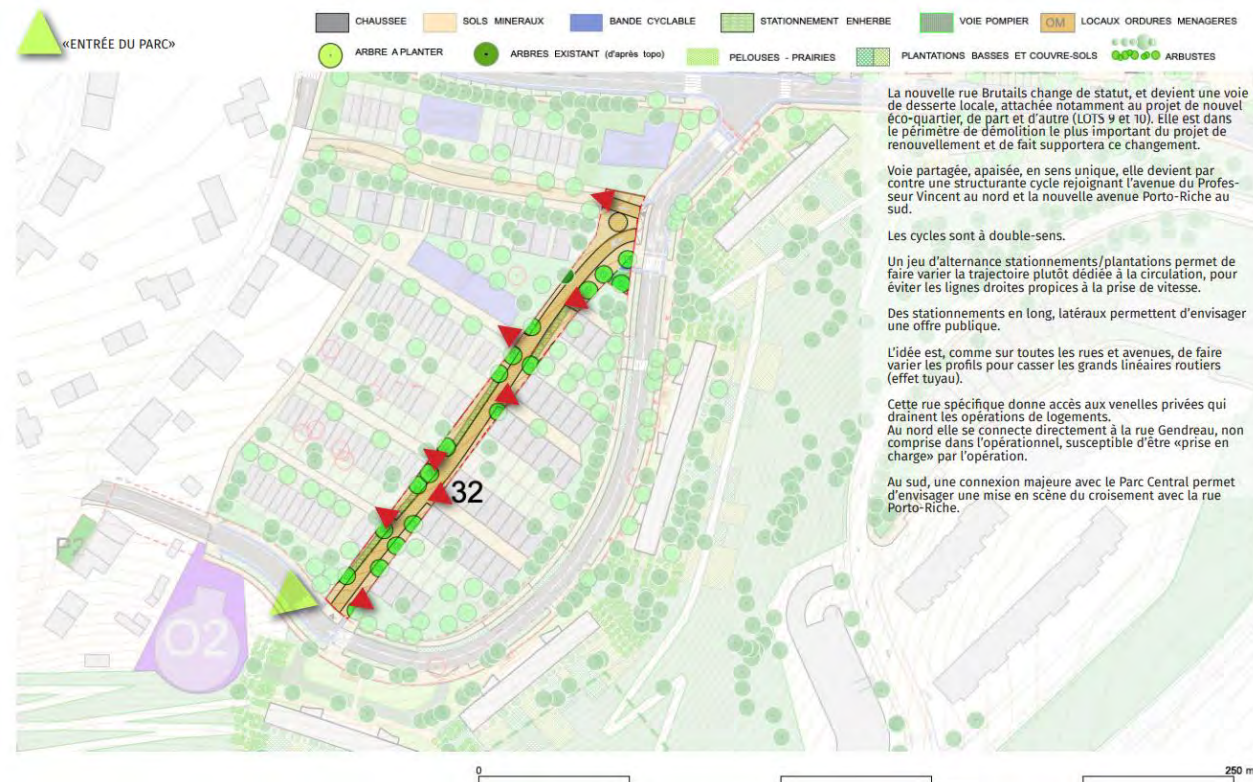 CHAUSSEE
SOLS MINERAUX
BANDE CYCLABLE
STATIONNEMENT ENHERBE
VOIE POMPIER
OM
LOCAUX ORDURES MENAGERES
«ENTRÉE DU PARC»
ARBRE A PLANTER
ARBRES EXISTANT (d'après topo)
PELOUSES - PRAIRIES
PLANTATIONS BASSES ET COUVRE-SOLS
ARBUSTES
La nouvelle rue Brutails change de statut, et devient une voie
de desserte locale, attachée notamment au projet de nouvel
éco-quartier, de part et d'autre (LOTS 9 et 10). Elle est dans
le périmètre de démolition le plus important du projet de
renouvellement et de fait supportera ce changement.
Voie partagée, apaisée, en sens unique, elle devient par
contre une structurante cycle rejoignant l'avenue du Profes-
seur Vincent au nord et la nouvelle avenue Porto-Riche au
sud.
Les cycles sont à double-sens.
Un jeu d'alternance stationnements/plantations permet de
faire varier la trajectoire plutôt dédiée à la circulation, pour
éviter les lignes droites propices à la prise de vitesse.
Des stationnements en long, latéraux permettent d'envisager
une offre publique.
L'idée est, comme sur toutes les rues et avenues, de faire
varier les profils pour casser les grands linéaires routiers
(effet tuyau).
Cette rue spécifique donne accès aux venelles privées qui
drainent les opérations de logements.
Au nord elle se connecte directement à la rue Gendreau, non
comprise dans l'opérationnel, susceptible d'être «prise en
charge» par l'opération.
Au sud, une connexion majeure avec le Parc Central permet
d'envisager une mise en scène du croisement avec la rue
Porto-Riche.
32
O2
0
250 m